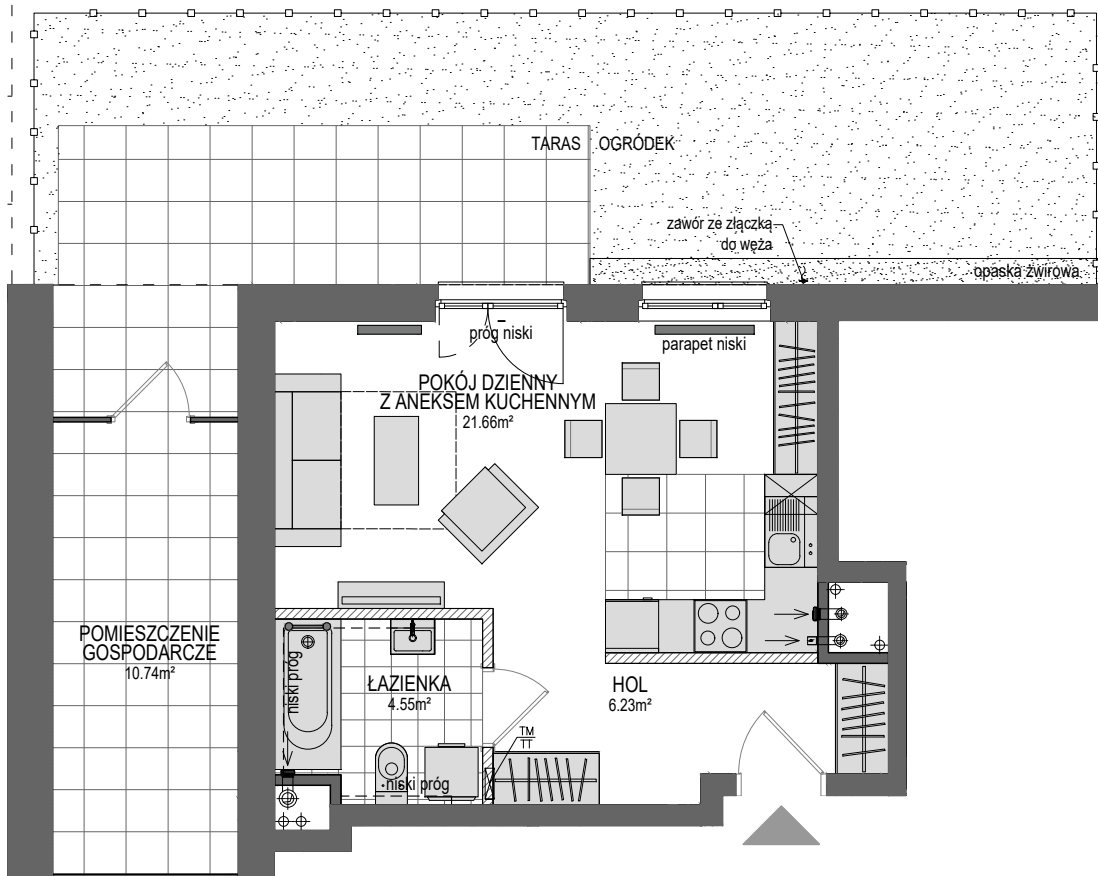 TARAS OGRÓDEK
zawór ze złączką
do węża
opaska żwirowa
próg niski
parapet niski
POKÓJ DZIENNY
Z ANEKSEM KUCHENNYM
21.66m²
POMIESZCZENIE
GOSPODARCZE
10.74m²
niski próg
ŁAZIENKA
4.55m²
HOL
6.23m²
TM
TT
niski próg